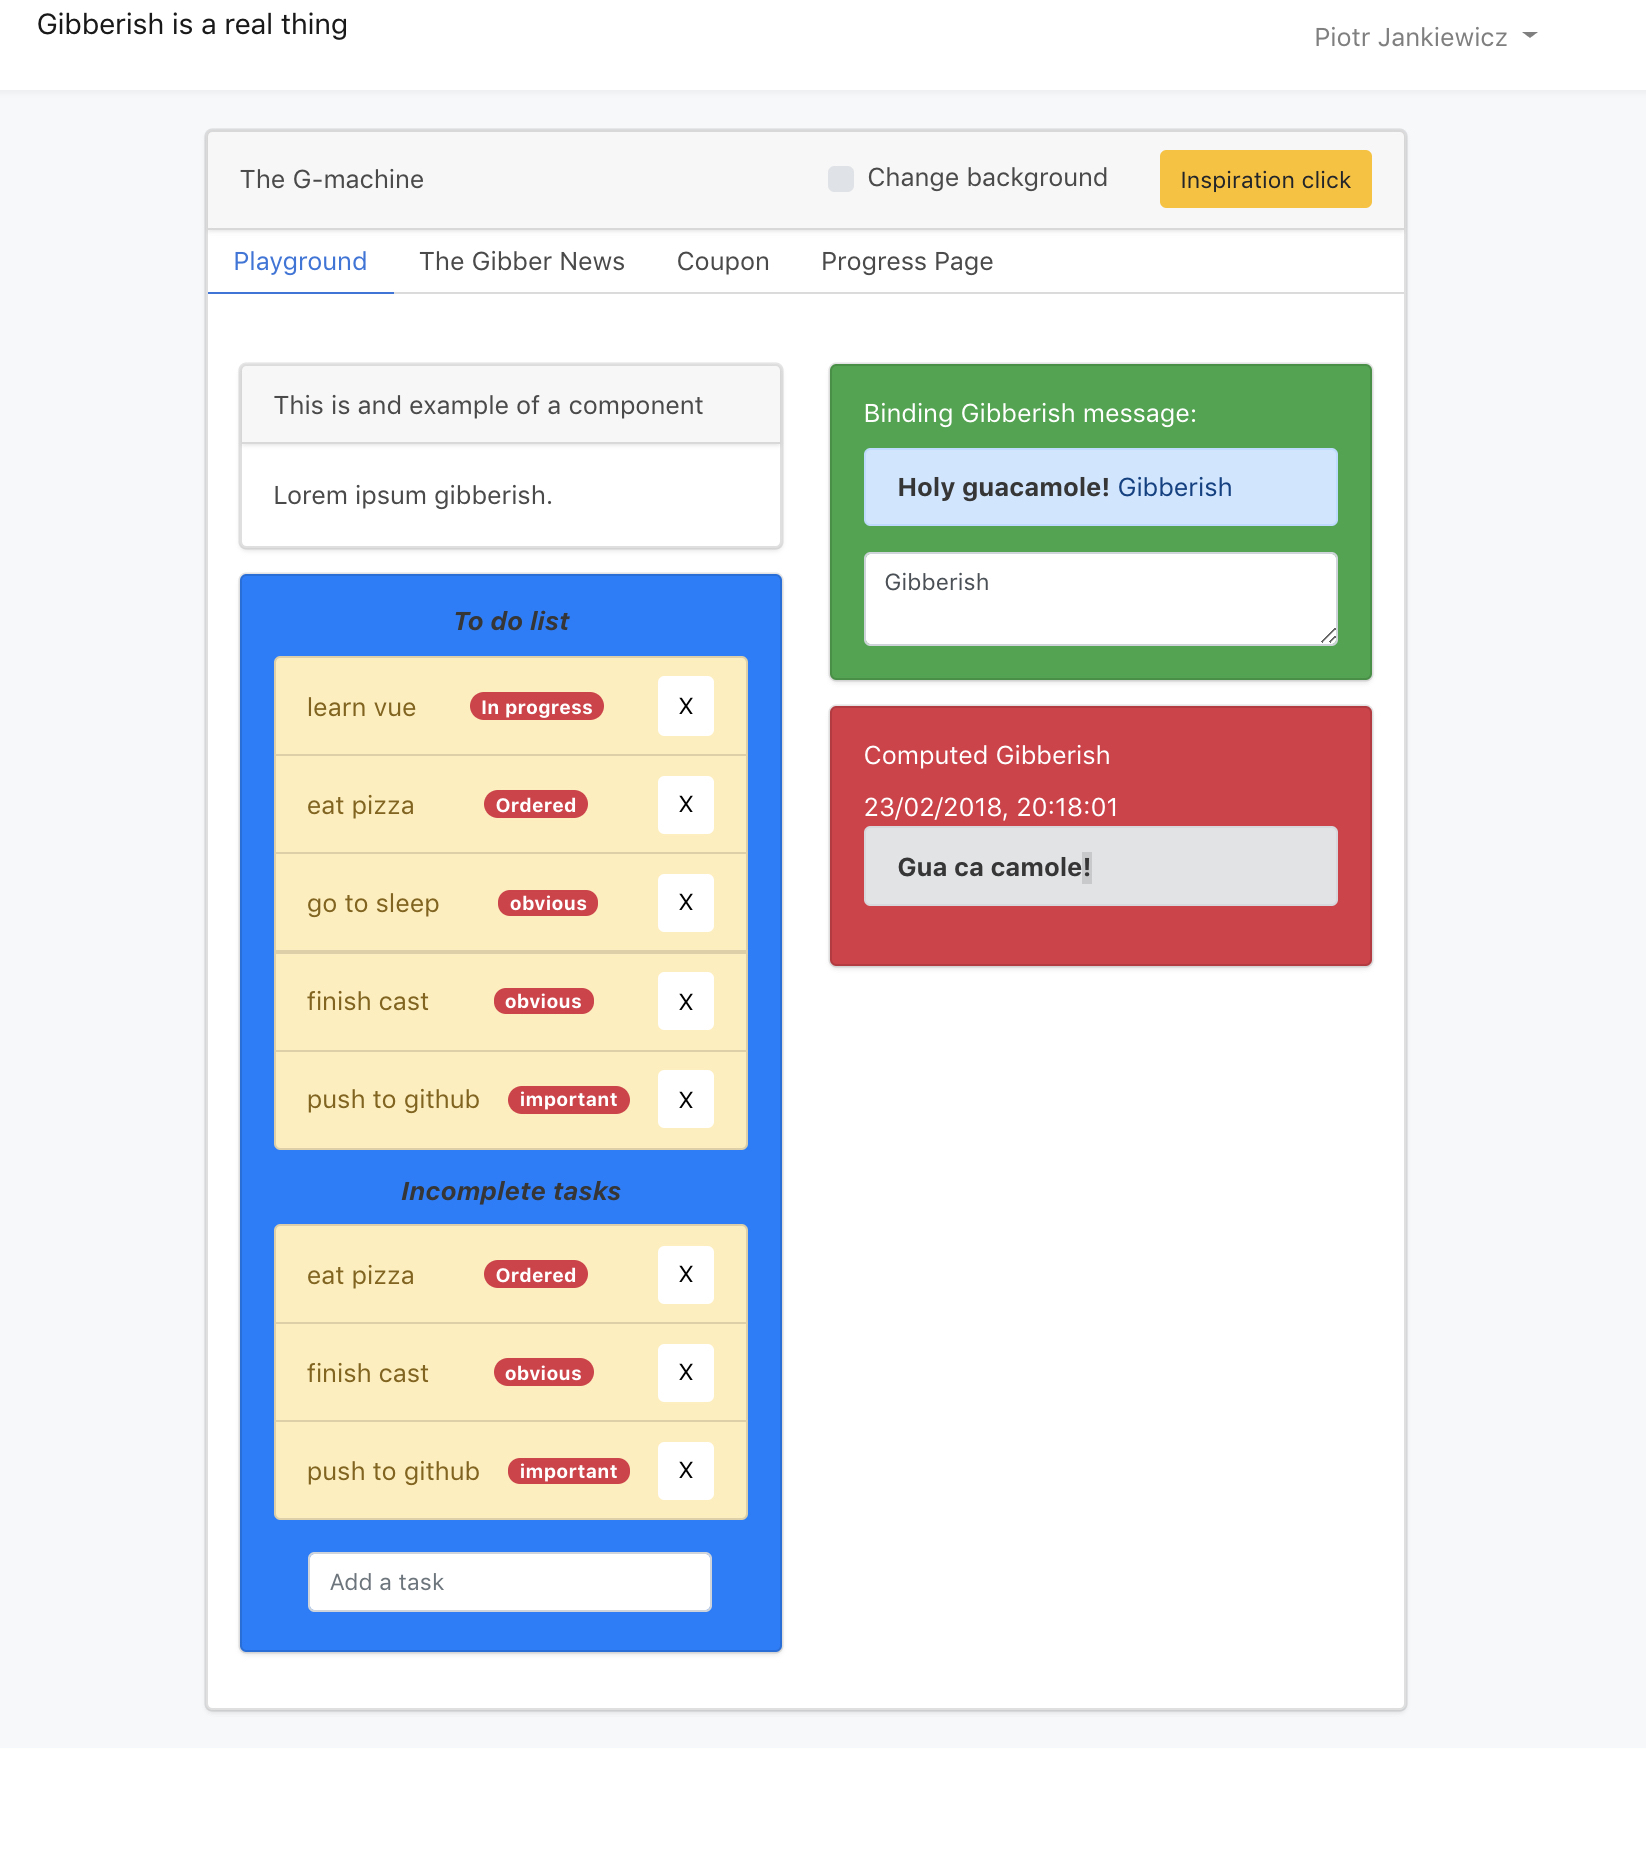 Gibberish is a real thing
Piotr Jankiewicz
The G-machine
Change background
Inspiration click
Playground The Gibber News Coupon Progress Page
This is and example of a component
Lorem ipsum gibberish.
To do list
learn vue In progress X
eat pizza Ordered X
go to sleep obvious X
finish cast obvious X
push to github important X
Incomplete tasks
eat pizza Ordered X
finish cast obvious X
push to github important X
Add a task
Binding Gibberish message:
Holy guacamole! Gibberish
Gibberish
Computed Gibberish
23/02/2018, 20:18:01
Gua ca camole!